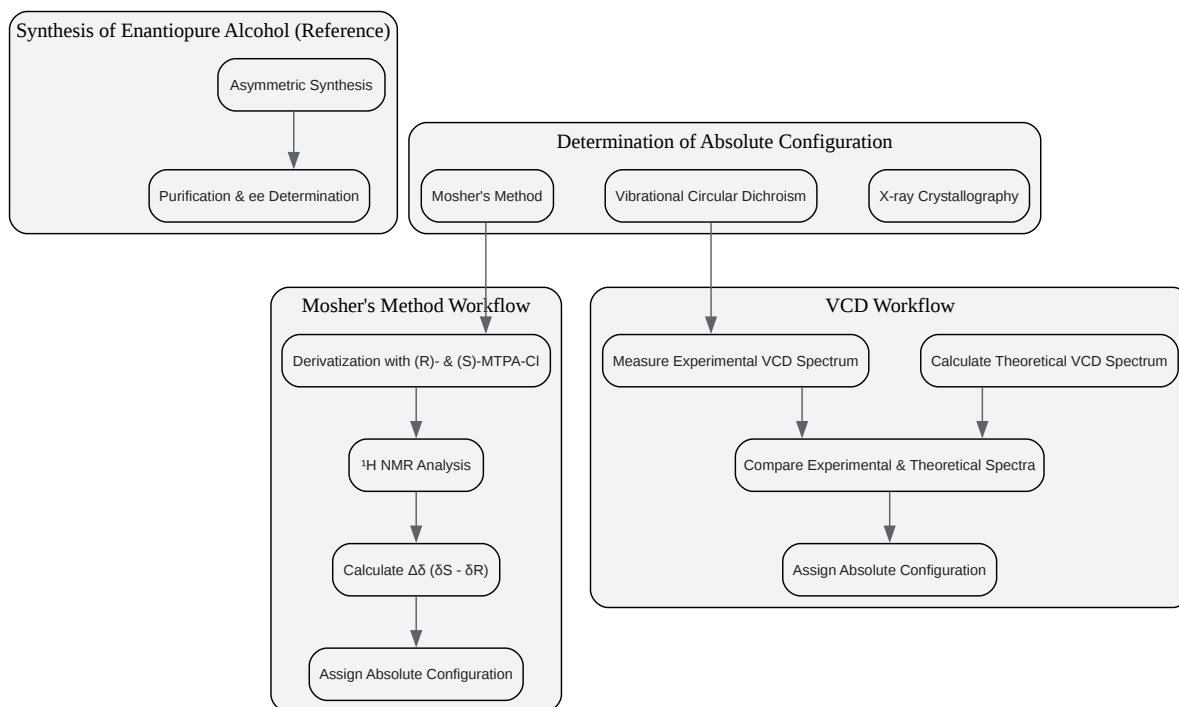 Synthesis of Enantiopure Alcohol (Reference)
Asymmetric Synthesis
Purification & ee Determination
Determination of Absolute Configuration
Mosher's Method
Vibrational Circular Dichroism
X-ray Crystallography
Mosher's Method Workflow
Derivatization with (R)- & (S)-MTPA-Cl
¹H NMR Analysis
Calculate Δδ (δS - δR)
Assign Absolute Configuration
VCD Workflow
Measure Experimental VCD Spectrum
Calculate Theoretical VCD Spectrum
Compare Experimental & Theoretical Spectra
Assign Absolute Configuration